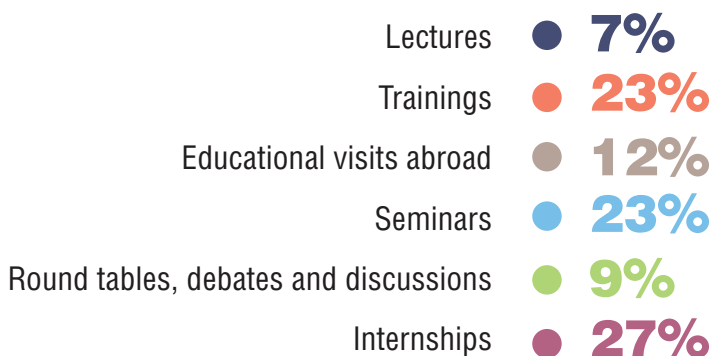 Lectures 7%
Trainings 23%
Educational visits abroad 12%
Seminars 23%
Round tables, debates and discussions 9%
Internships 27%